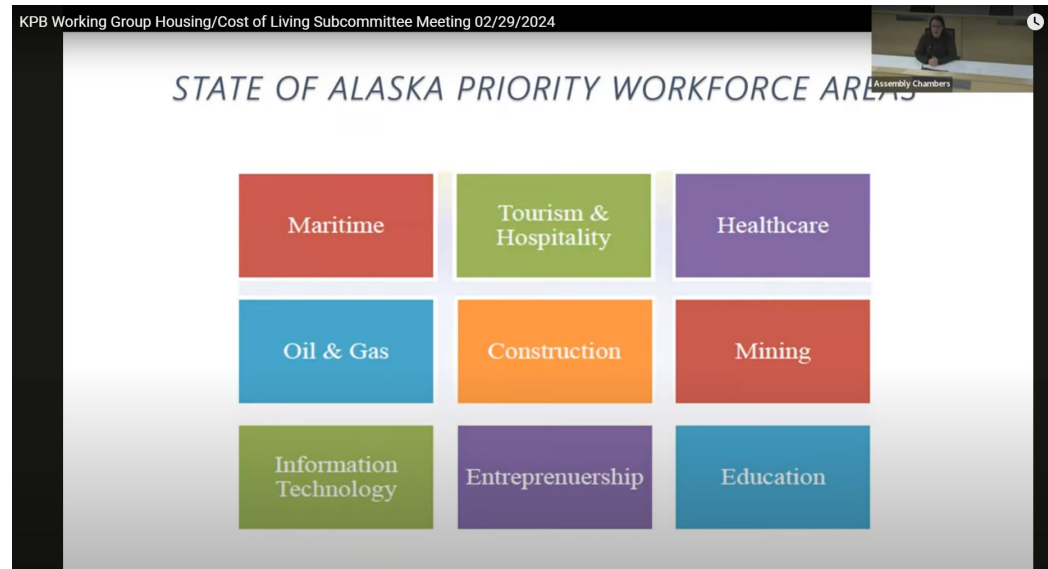 KPB Working Group Housing/Cost of Living Subcommittee Meeting 02/29/2024
Assembly Chambers
STATE OF ALASKA PRIORITY WORKFORCE AREAS
Maritime
Tourism &
Hospitality
Healthcare
Oil & Gas
Construction
Mining
Information
Technology
Entreprenuership
Education